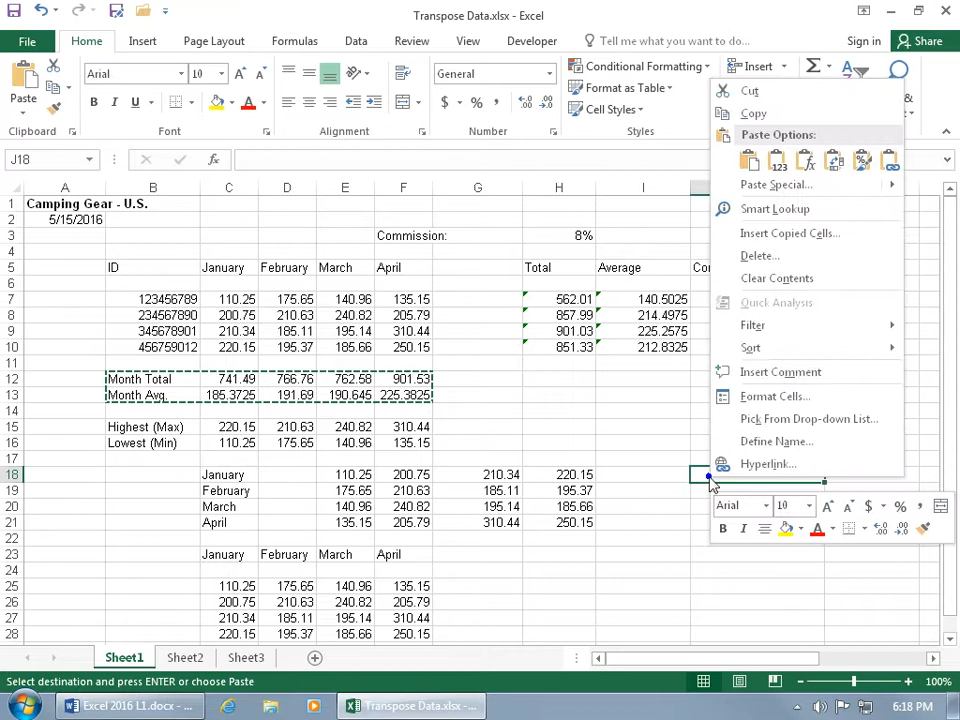 Transpose Data.xlsx - Excel
File Home Insert Page Layout Formulas Data Review View Developer Tell me what you want to do... Sign in Share
Paste
Arial 10
B I U
General
$ % ,
Conditional Formatting
Format as Table
Cell Styles
Insert
Clipboard Font Alignment Number Styles
J18
A B C D E F G H I
1 Camping Gear - U.S.
2 5/15/2016
3 Commission: 8%
4
5 ID January February March April Total Average
6
7 123456789 110.25 175.65 140.96 135.15 562.01 140.5025
8 234567890 200.75 210.63 240.82 205.79 857.99 214.4975
9 345678901 210.34 185.11 195.14 310.44 901.03 225.2575
10 456759012 220.15 195.37 185.66 250.15 851.33 212.8325
11
12 Month Total 741.49 766.76 762.58 901.53
13 Month Avg. 185.3725 191.69 190.645 225.3825
14
15 Highest (Max) 220.15 210.63 240.82 310.44
16 Lowest (Min) 110.25 175.65 140.96 135.15
17
18 January 110.25 200.75 210.34 220.15
19 February 175.65 210.63 185.11 195.37
20 March 140.96 240.82 195.14 185.66
21 April 135.15 205.79 310.44 250.15
22
23 January February March April
24
25 110.25 175.65 140.96 135.15
26 200.75 210.63 240.82 205.79
27 210.34 185.11 195.14 310.44
28 220.15 195.37 185.66 250.15
Cut
Copy
Paste Options:
123
Paste Special...
Smart Lookup
Insert Copied Cells...
Delete...
Clear Contents
Quick Analysis
Filter
Sort
Insert Comment
Format Cells...
Pick From Drop-down List...
Define Name...
Hyperlink...
Arial 10 A A $ % ,
B I A
Sheet1 Sheet2 Sheet3
Select destination and press ENTER or choose Paste 100%
Excel 2016 L1.docx - ... Transpose Data.xlsx -... 6:18 PM